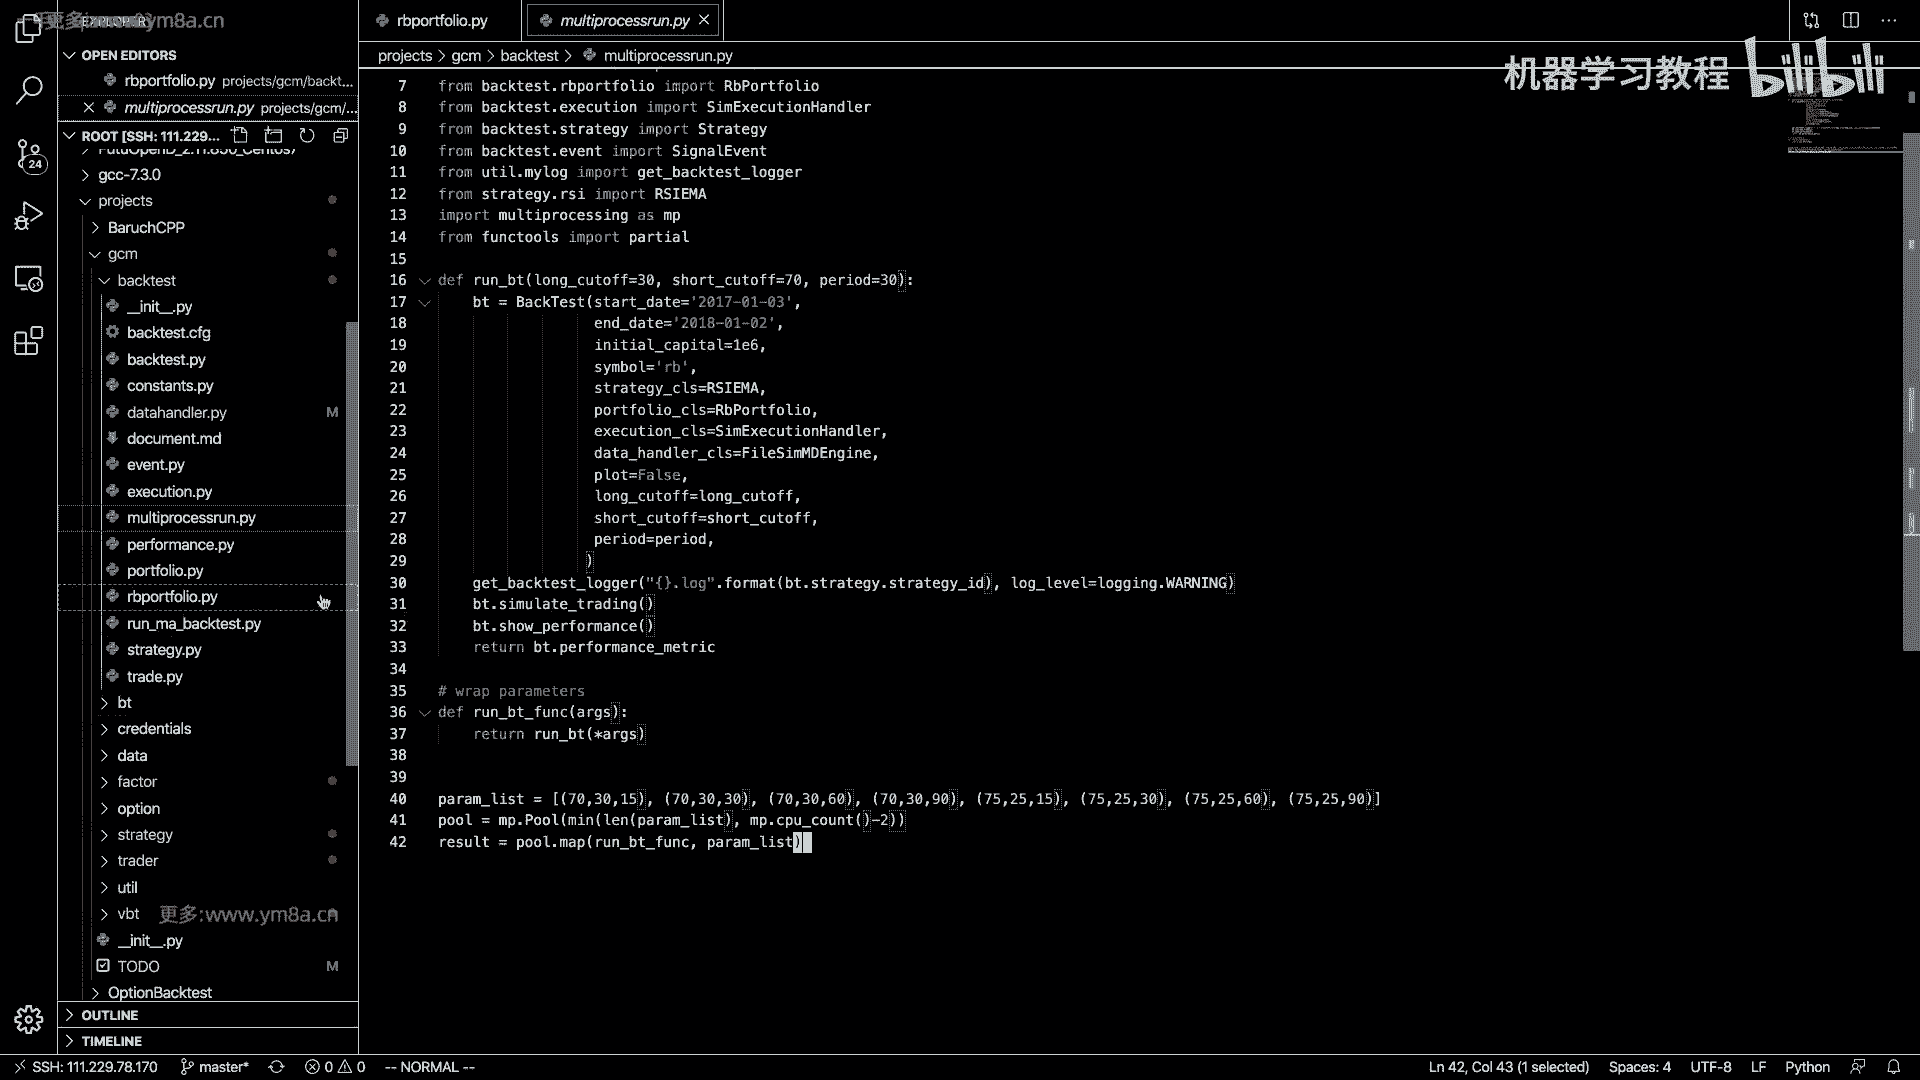 EXPLORER
rbportfolio.py
multiprocessrun.py
OPEN EDITORS
rbportfolio.py projects/gcm/backt...
multiprocessrun.py projects/gcm/...
ROOT [SSH: 111.229....
gcc-7.3.0
projects
BaruchCPP
gcm
backtest
__init__.py
backtest.cfg
backtest.py
constants.py
datahandler.py M
document.md
event.py
execution.py
multiprocessrun.py
performance.py
portfolio.py
rbportfolio.py
run_ma_backtest.py
strategy.py
trade.py
bt
credentials
data
factor
option
strategy
trader
util
vbt
更多:www.ym8a.cn
__init__.py
TODO M
OptionBacktest
OUTLINE
TIMELINE
24
projects > gcm > backtest > multiprocessrun.py
机器学习教程 bilibili
7 from backtest.rbportfolio import RbPortfolio
8 from backtest.execution import SimExecutionHandler
9 from backtest.strategy import Strategy
10 from backtest.event import SignalEvent
11 from util.mylog import get_backtest_logger
12 from strategy.rsi import RSIEMA
13 import multiprocessing as mp
14 from functools import partial
15
16 def run_bt(long_cutoff=30, short_cutoff=70, period=30):
17 bt = BackTest(start_date='2017-01-03',
18 end_date='2018-01-02',
19 initial_capital=1e6,
20 symbol='rb',
21 strategy_cls=RSIEMA,
22 portfolio_cls=RbPortfolio,
23 execution_cls=SimExecutionHandler,
24 data_handler_cls=FileSimMDEngine,
25 plot=False,
26 long_cutoff=long_cutoff,
27 short_cutoff=short_cutoff,
28 period=period,
29 )
30 get_backtest_logger("{}.log".format(bt.strategy.strategy_id), log_level=logging.WARNING)
31 bt.simulate_trading()
32 bt.show_performance()
33 return bt.performance_metric
34
35 # wrap parameters
36 def run_bt_func(args):
37 return run_bt(*args)
38
39
40 param_list = [(70,30,15), (70,30,30), (70,30,60), (70,30,90), (75,25,15), (75,25,30), (75,25,60), (75,25,90)]
41 pool = mp.Pool(min(len(param_list), mp.cpu_count()-2))
42 result = pool.map(run_bt_func, param_list)
SSH: 111.229.78.170 master* 0 0 -- NORMAL -- Ln 42, Col 43 (1 selected) Spaces: 4 UTF-8 LF Python